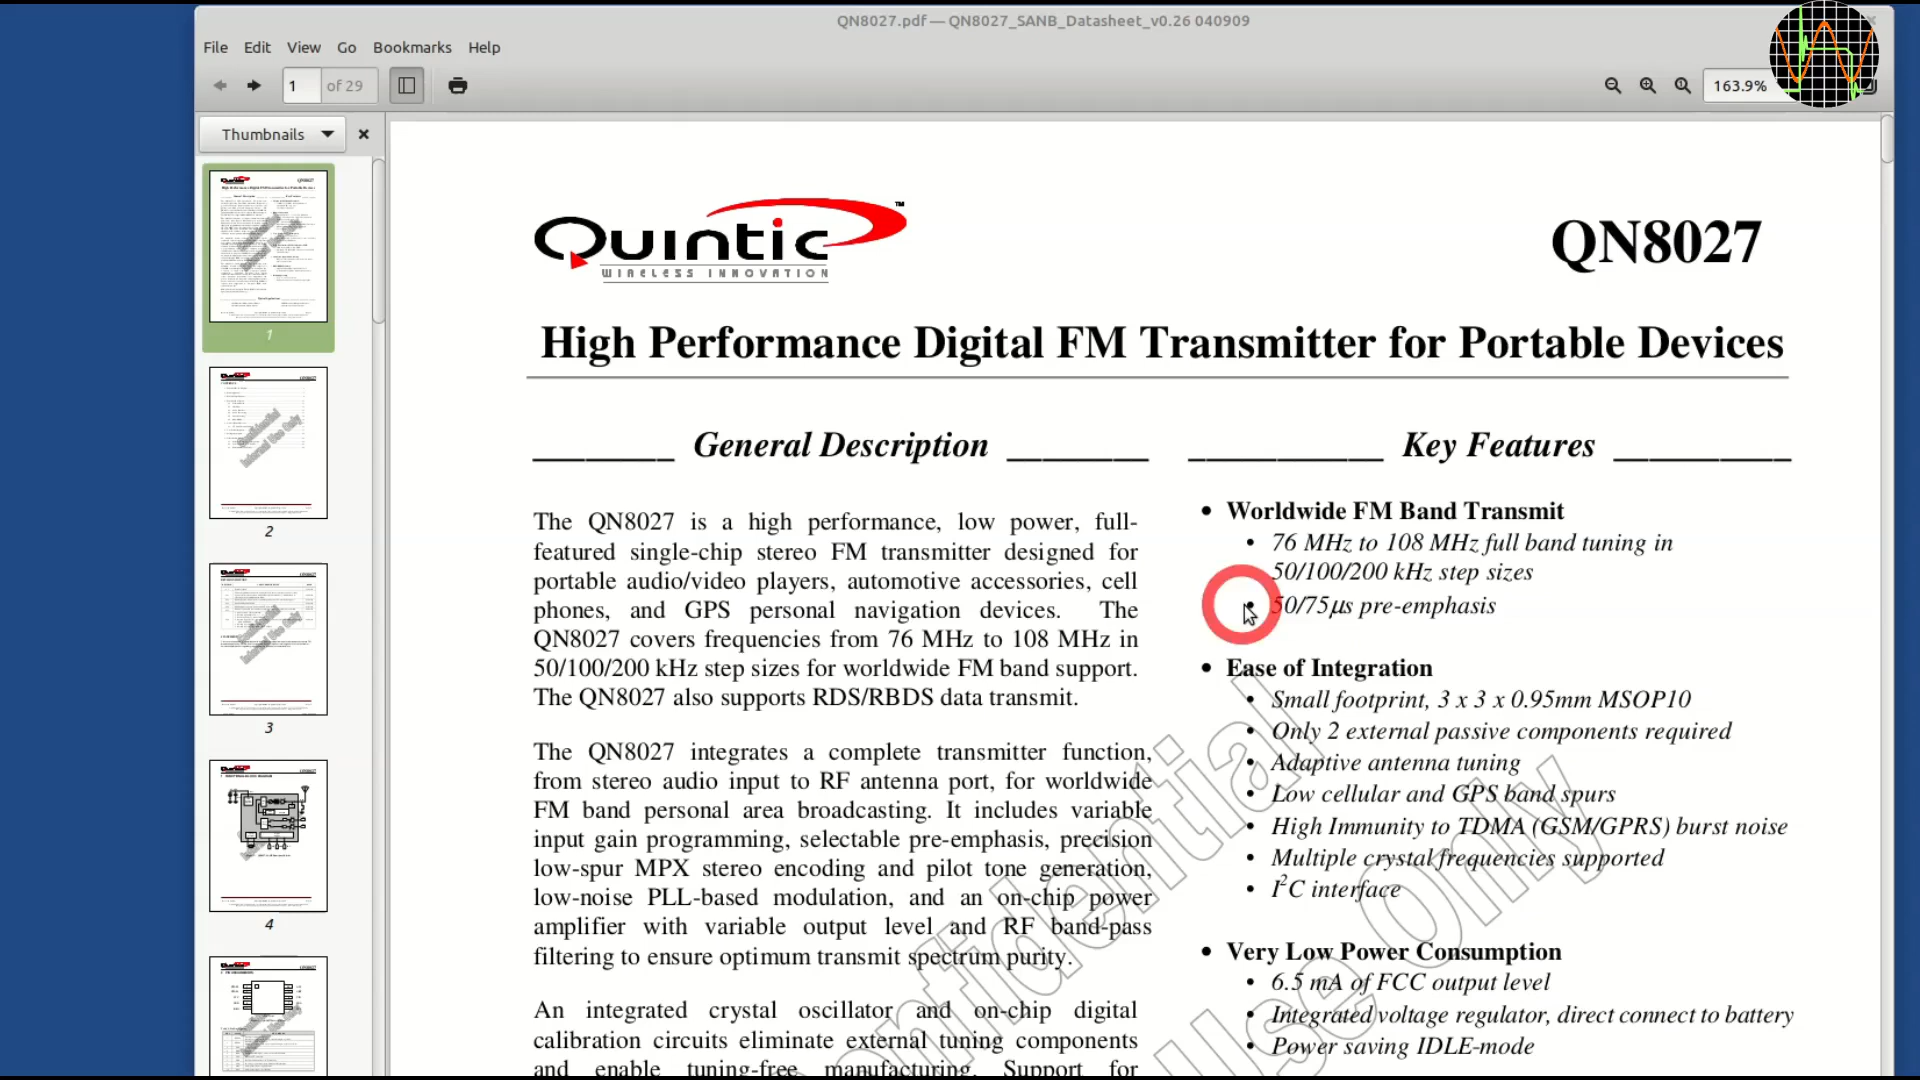 QN8027.pdf — QN8027_SANB_Datasheet_v0.26 040909
File Edit View Go Bookmarks Help
1 of 29
163.9%
Thumbnails
1
2
3
4
Quintic™
WIRELESS INNOVATION
QN8027
High Performance Digital FM Transmitter for Portable Devices
General Description
The QN8027 is a high performance, low power, full-
featured single-chip stereo FM transmitter designed for
portable audio/video players, automotive accessories, cell
phones, and GPS personal navigation devices. The
QN8027 covers frequencies from 76 MHz to 108 MHz in
50/100/200 kHz step sizes for worldwide FM band support.
The QN8027 also supports RDS/RBDS data transmit.
The QN8027 integrates a complete transmitter function,
from stereo audio input to RF antenna port, for worldwide
FM band personal area broadcasting. It includes variable
input gain programming, selectable pre-emphasis, precision
low-spur MPX stereo encoding and pilot tone generation,
low-noise PLL-based modulation, and an on-chip power
amplifier with variable output level and RF band-pass
filtering to ensure optimum transmit spectrum purity.
An integrated crystal oscillator and on-chip digital
calibration circuits eliminate external tuning components
and enable tuning-free manufacturing. Support for
Key Features
• Worldwide FM Band Transmit
• 76 MHz to 108 MHz full band tuning in
50/100/200 kHz step sizes
• 50/75µs pre-emphasis
• Ease of Integration
• Small footprint, 3 x 3 x 0.95mm MSOP10
• Only 2 external passive components required
• Adaptive antenna tuning
• Low cellular and GPS band spurs
• High Immunity to TDMA (GSM/GPRS) burst noise
• Multiple crystal frequencies supported
• I²C interface
• Very Low Power Consumption
• 6.5 mA of FCC output level
• Integrated voltage regulator, direct connect to battery
• Power saving IDLE-mode
Confidential
Use Only